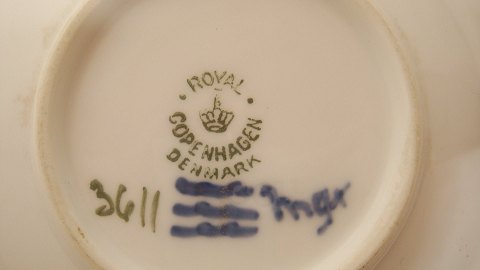 ROYAL
COPENHAGEN
DENMARK
3611